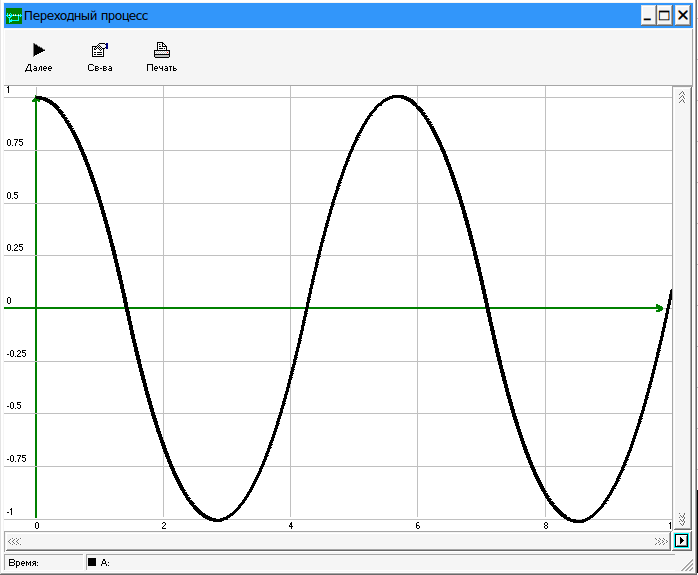 Переходный процесс
Далее Св-ва Печать
1
0.75
0.5
0.25
0
-0.25
-0.5
-0.75
-1
0 2 4 6 8 1
Время: A: